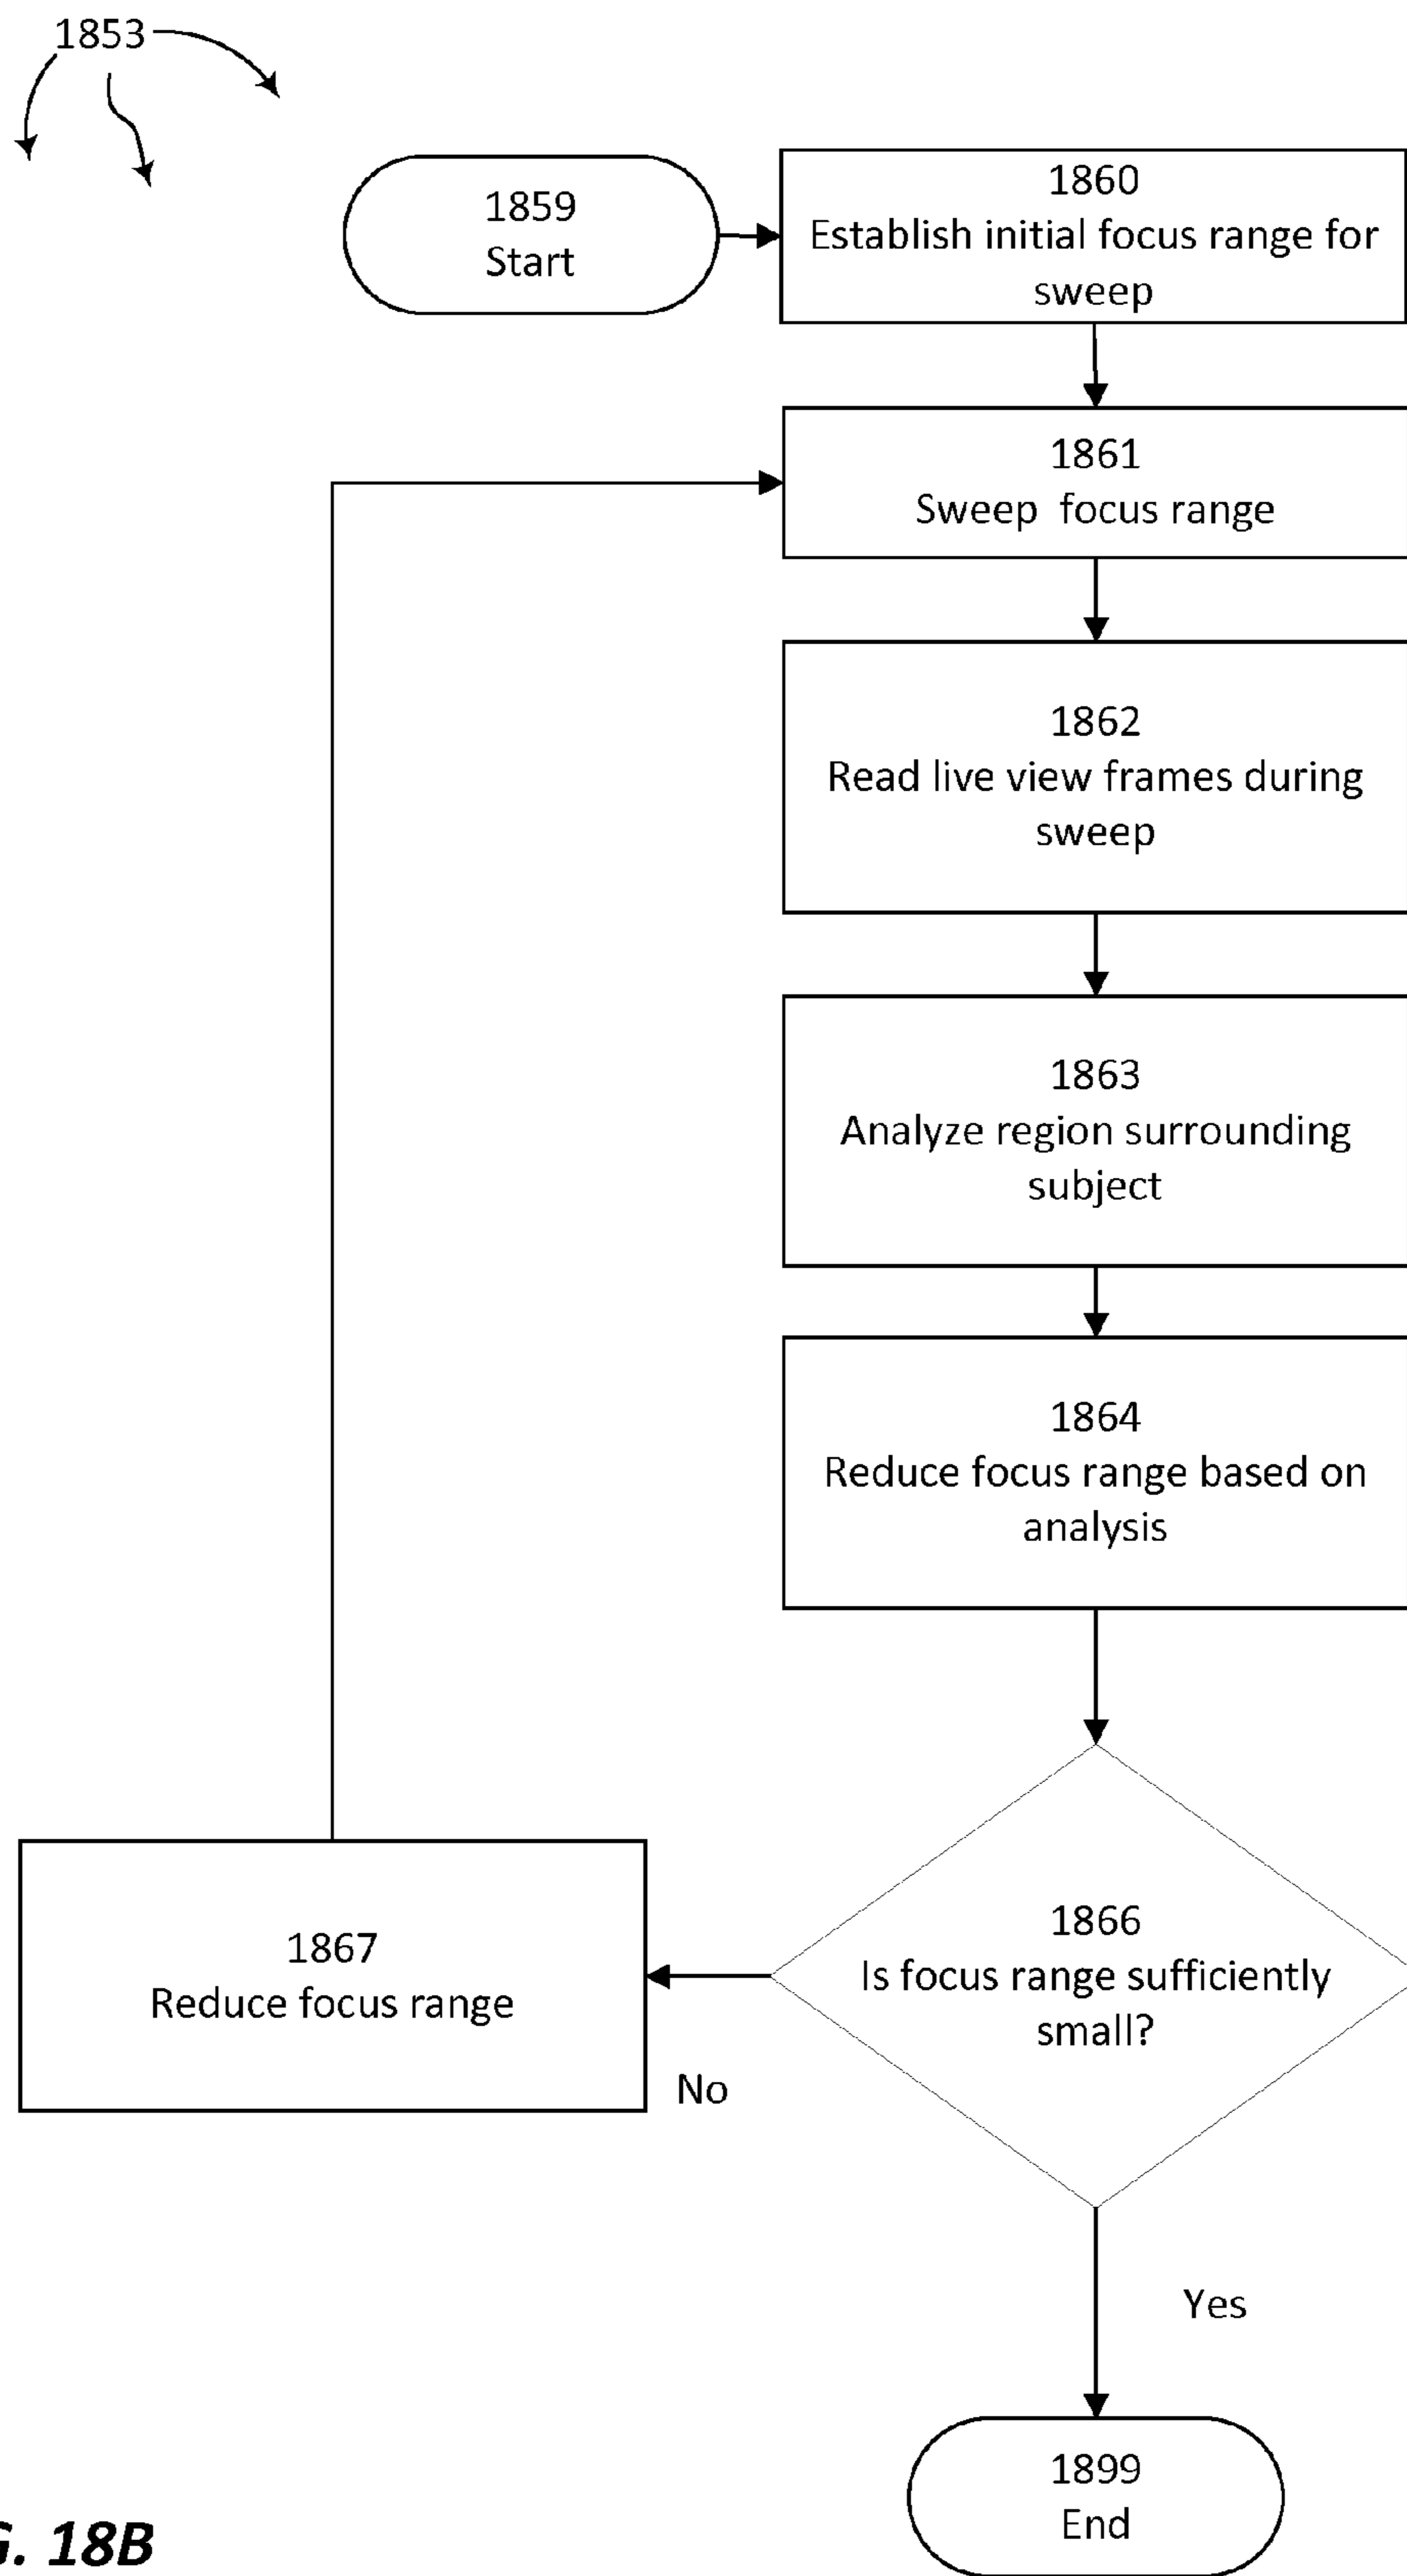 1853
1859
Start
1860
Establish initial focus range for
sweep
1861
Sweep focus range
1862
Read live view frames during
sweep
1863
Analyze region surrounding
subject
1864
Reduce focus range based on
analysis
1866
Is focus range sufficiently
small?
1867
Reduce focus range
No
Yes
1899
End
G. 18B